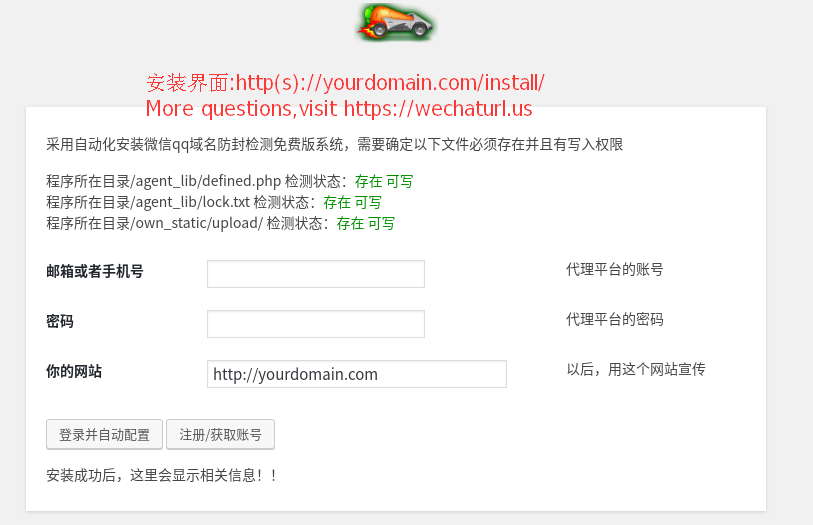 安装界面:http(s)://yourdomain.com/install/
More questions,visit https://wechaturl.us
采用自动化安装微信qq域名防封检测免费版系统，需要确定以下文件必须存在并且有写入权限
程序所在目录/agent_lib/defined.php 检测状态：存在 可写
程序所在目录/agent_lib/lock.txt 检测状态：存在 可写
程序所在目录/own_static/upload/ 检测状态：存在 可写
邮箱或者手机号 代理平台的账号
密码 代理平台的密码
你的网站 http://yourdomain.com 以后，用这个网站宣传
登录并自动配置 注册/获取账号
安装成功后，这里会显示相关信息！！